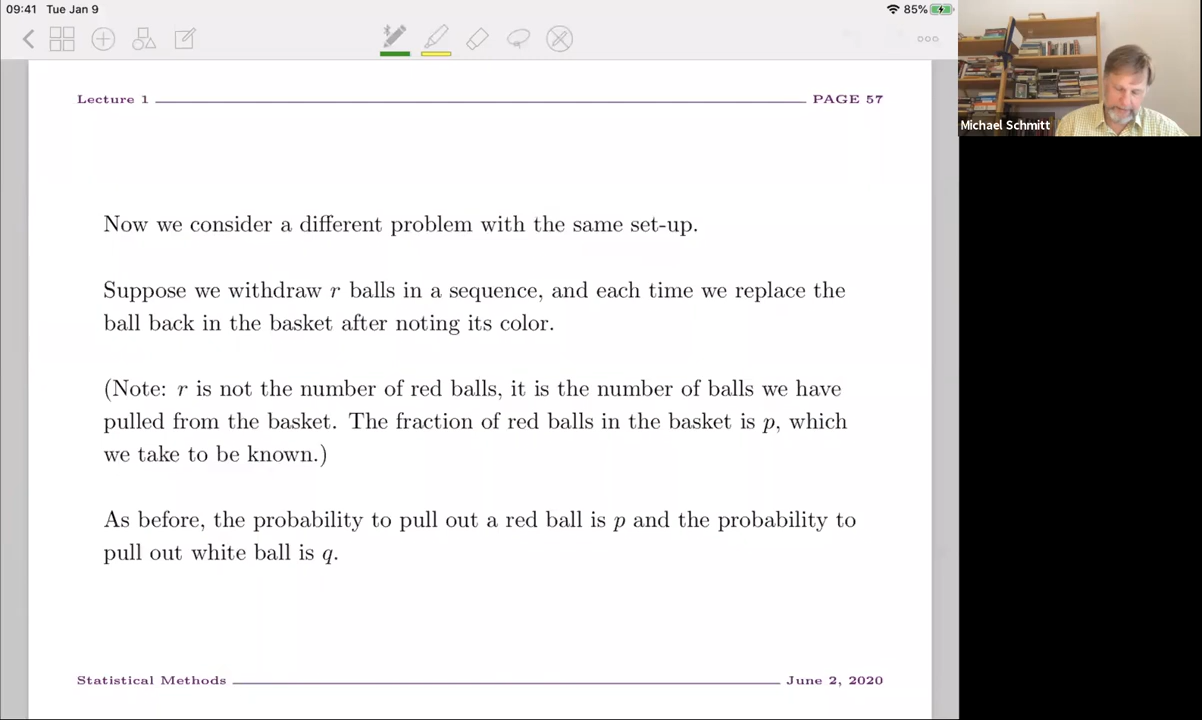 09:41 Tue Jan 9
85%
Lecture 1 PAGE 57
Michael Schmitt
Now we consider a different problem with the same set-up.
Suppose we withdraw r balls in a sequence, and each time we replace the
ball back in the basket after noting its color.
(Note: r is not the number of red balls, it is the number of balls we have
pulled from the basket. The fraction of red balls in the basket is p, which
we take to be known.)
As before, the probability to pull out a red ball is p and the probability to
pull out white ball is q.
Statistical Methods June 2, 2020